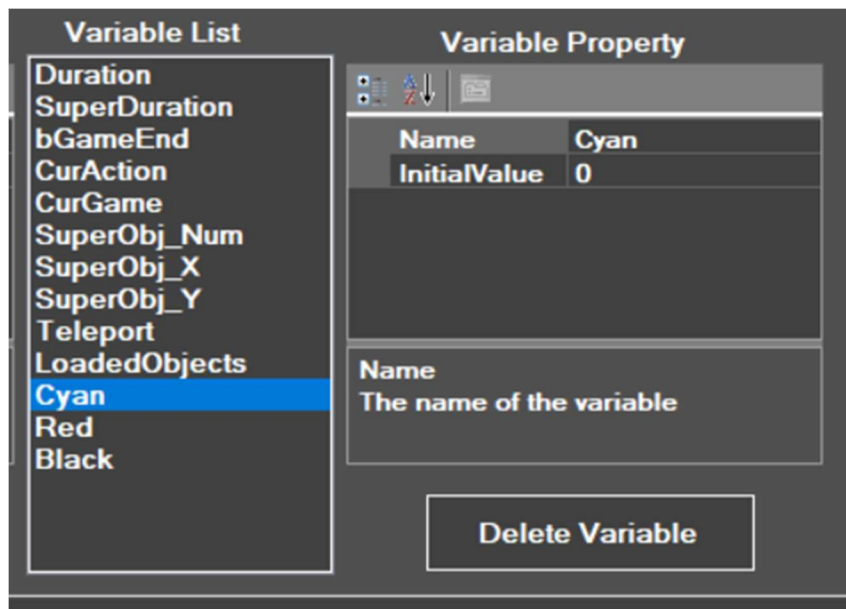 Variable List
Duration
SuperDuration
bGameEnd
CurAction
CurGame
SuperObj_Num
SuperObj_X
SuperObj_Y
Teleport
LoadedObjects
Cyan
Red
Black
Variable Property
Name Cyan
InitialValue 0
Name
The name of the variable
Delete Variable